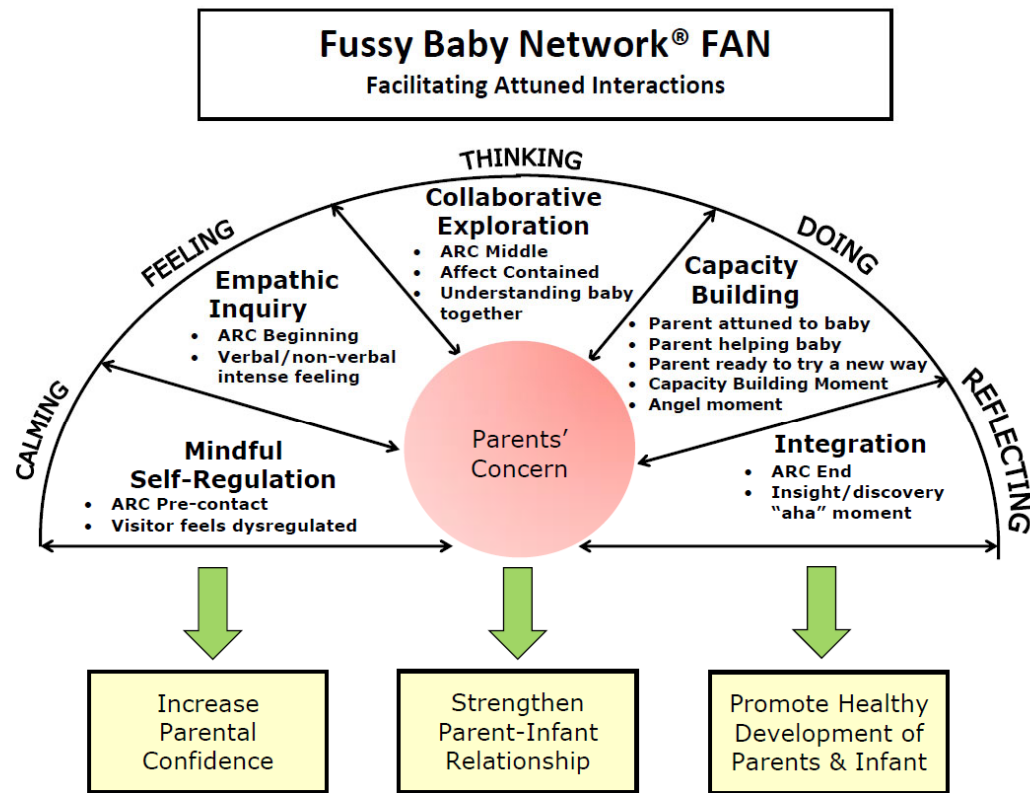 Fussy Baby Network® FAN
Facilitating Attuned Interactions
CALMING
FEELING
THINKING
DOING
REFLECTING
Mindful
Self-Regulation
• ARC Pre-contact
• Visitor feels dysregulated
Empathic
Inquiry
• ARC Beginning
• Verbal/non-verbal
intense feeling
Collaborative
Exploration
• ARC Middle
• Affect Contained
• Understanding baby
together
Capacity
Building
• Parent attuned to baby
• Parent helping baby
• Parent ready to try a new way
• Capacity Building Moment
• Angel moment
Integration
• ARC End
• Insight/discovery
“aha” moment
Parents’
Concern
Increase
Parental
Confidence
Strengthen
Parent-Infant
Relationship
Promote Healthy
Development of
Parents & Infant